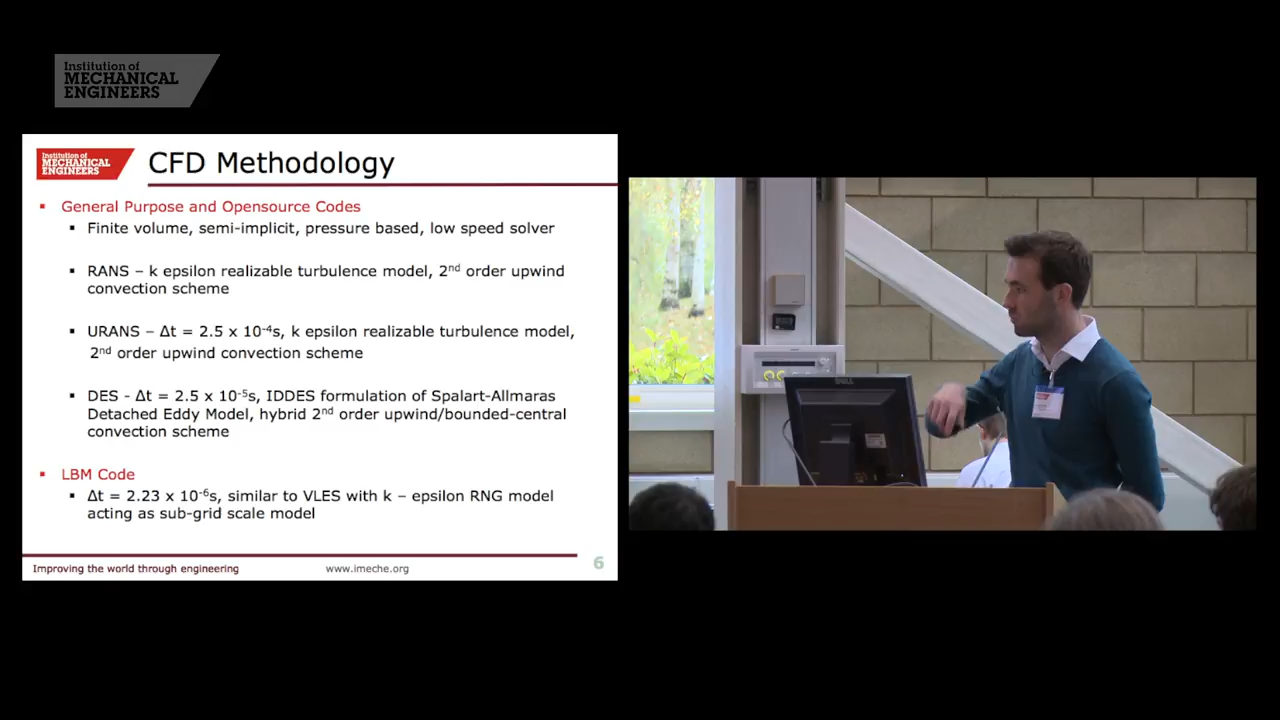 Institution of
MECHANICAL
ENGINEERS
Institution of
MECHANICAL
ENGINEERS
CFD Methodology
▪ General Purpose and Opensource Codes
▪ Finite volume, semi-implicit, pressure based, low speed solver
▪ RANS – k epsilon realizable turbulence model, 2nd order upwind
convection scheme
▪ URANS – Δt = 2.5 x 10-4s, k epsilon realizable turbulence model,
2nd order upwind convection scheme
▪ DES - Δt = 2.5 x 10-5s, IDDES formulation of Spalart-Allmaras
Detached Eddy Model, hybrid 2nd order upwind/bounded-central
convection scheme
▪ LBM Code
▪ Δt = 2.23 x 10-6s, similar to VLES with k – epsilon RNG model
acting as sub-grid scale model
Improving the world through engineering
www.imeche.org
6
DELL